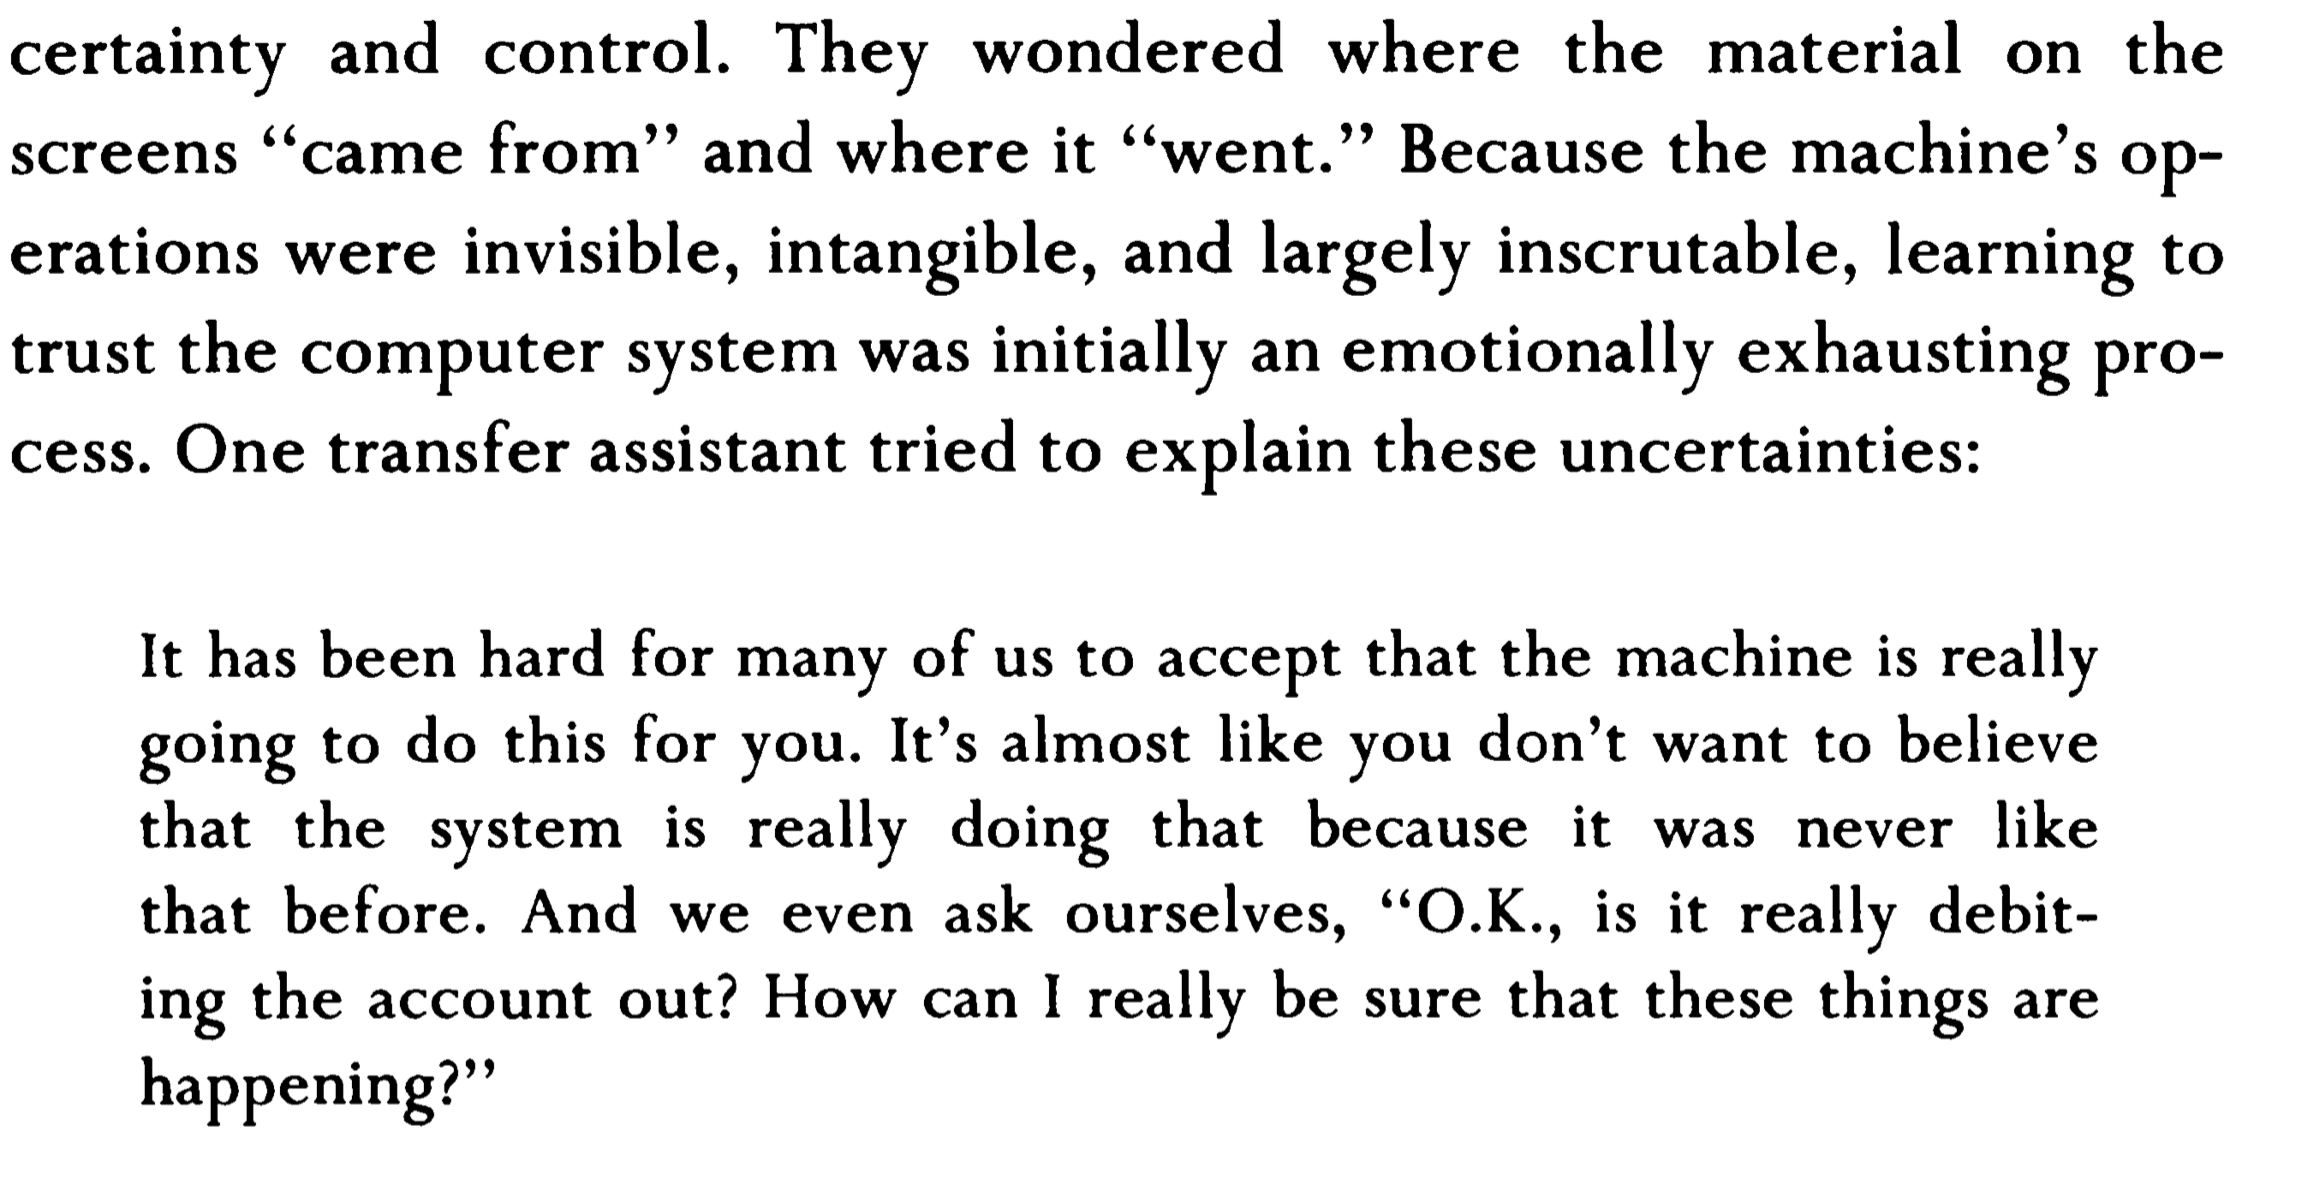 certainty and control. They wondered where the material on the
screens “came from” and where it “went.” Because the machine’s op-
erations were invisible, intangible, and largely inscrutable, learning to
trust the computer system was initially an emotionally exhausting pro-
cess. One transfer assistant tried to explain these uncertainties:
It has been hard for many of us to accept that the machine is really
going to do this for you. It’s almost like you don’t want to believe
that the system is really doing that because it was never like
that before. And we even ask ourselves, “O.K., is it really debit-
ing the account out? How can I really be sure that these things are
happening?”